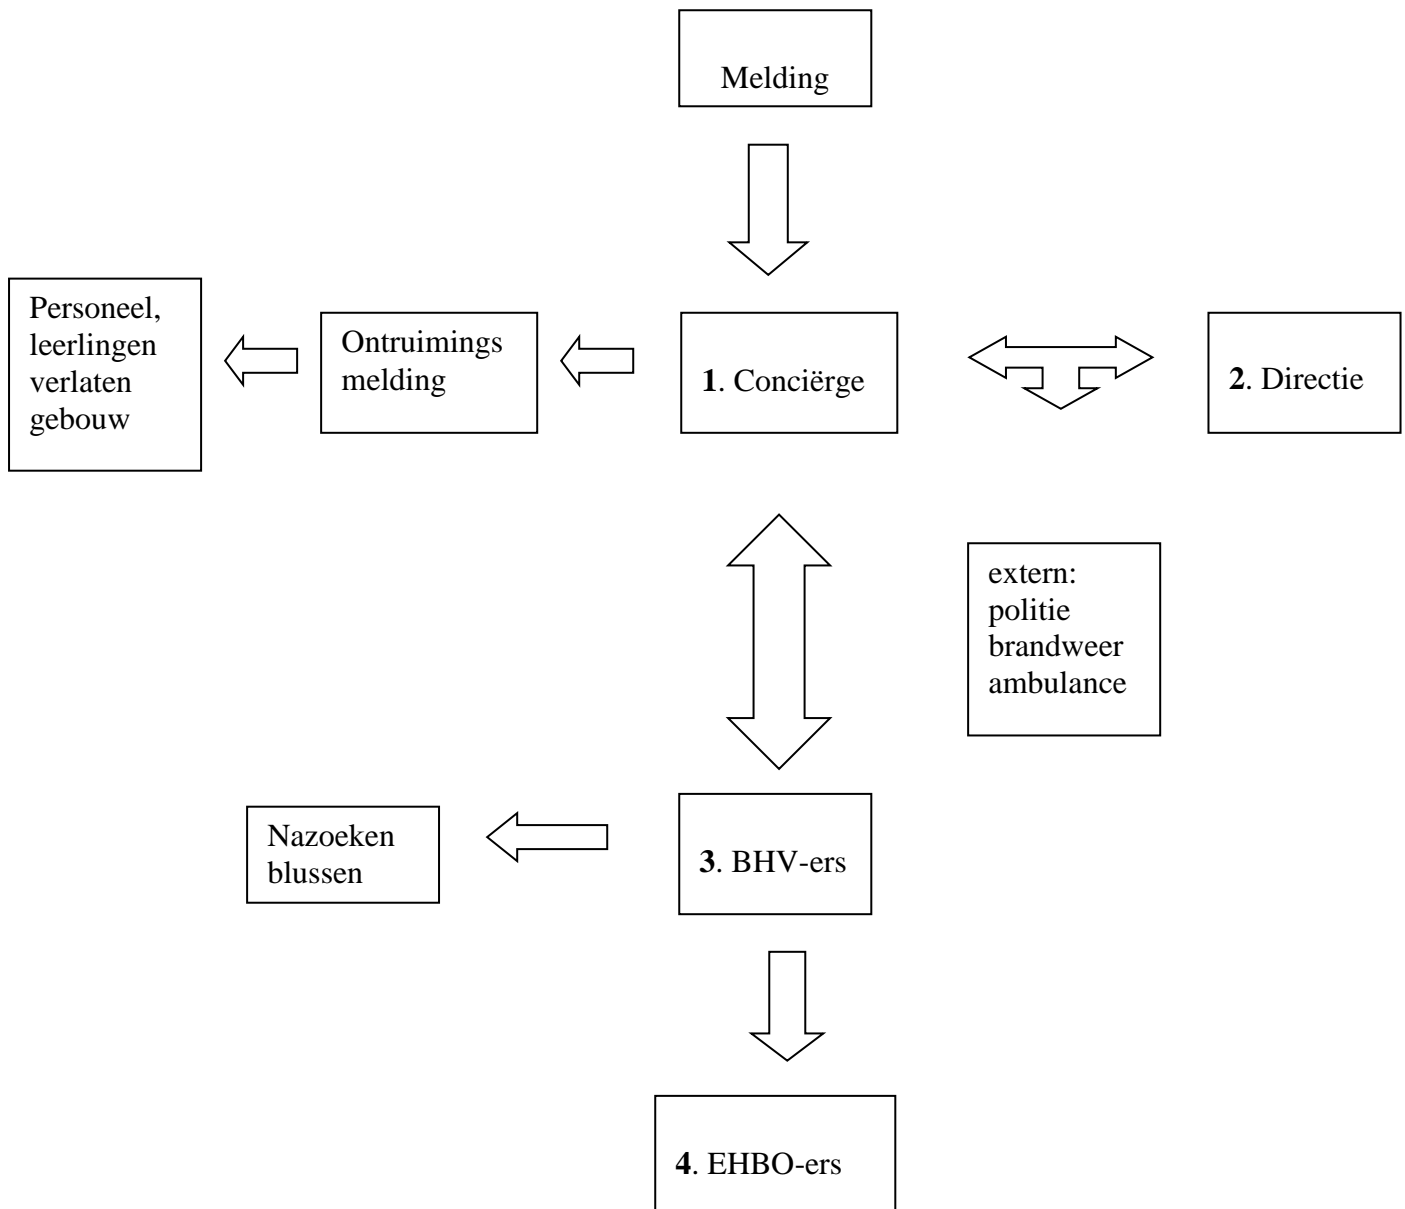 Melding
Personeel,
leerlingen
verlaten
gebouw
Ontruimings
melding
1. Conciërge
2. Directie
extern:
politie
brandweer
ambulance
Nazoeken
blussen
3. BHV-ers
4. EHBO-ers